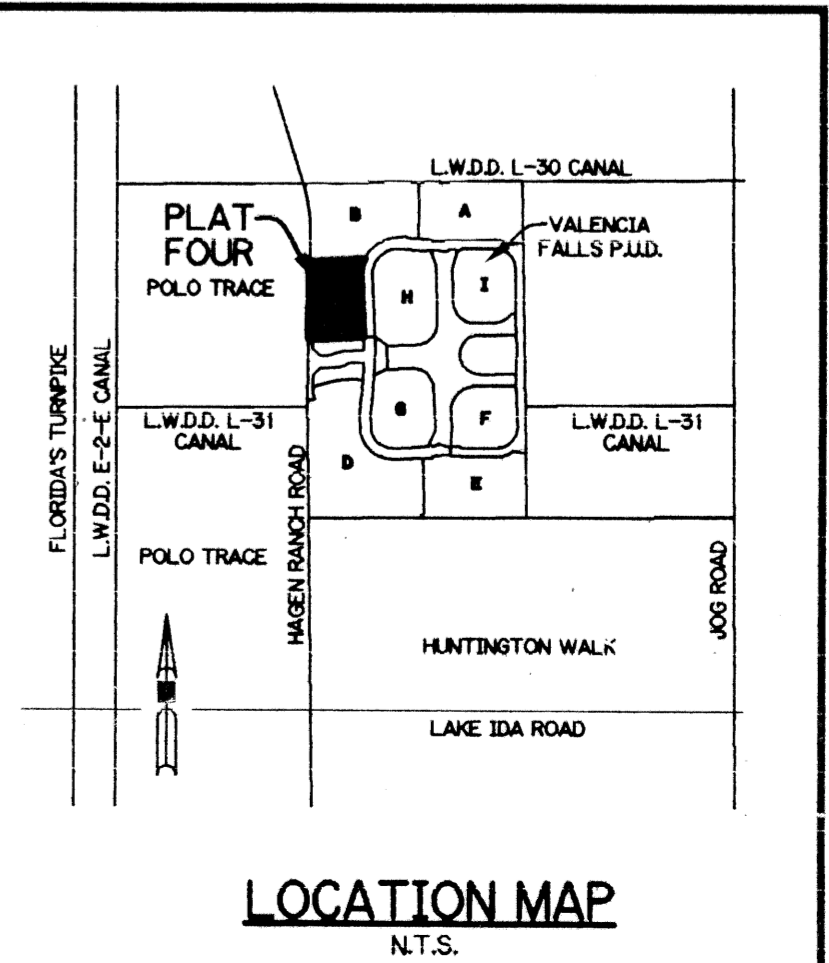 L.W.D.D. L-30 CANAL
PLAT
FOUR
B
A
VALENCIA
FALLS P.U.D.
POLO TRACE
H
I
FLORIDA'S TURNPIKE
L.W.D.D. E-2-E CANAL
L.W.D.D. L-31
CANAL
G
F
L.W.D.D. L-31
CANAL
D
E
HAGEN RANCH ROAD
POLO TRACE
JOG ROAD
HUNTINGTON WALK
LAKE IDA ROAD
LOCATION MAP
N.T.S.